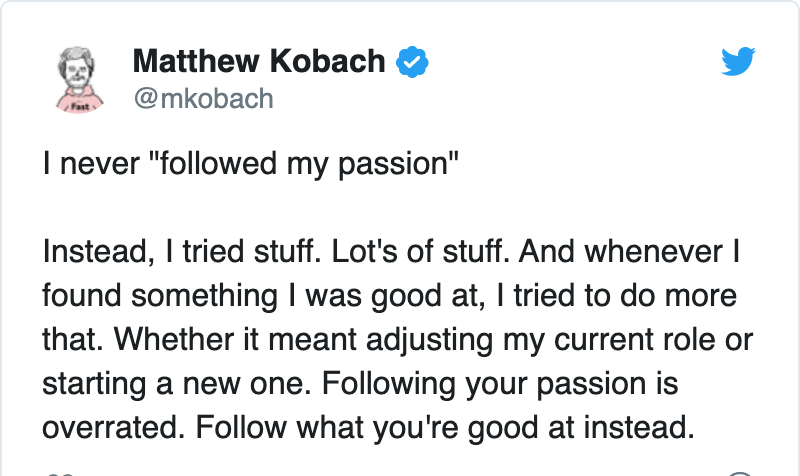 Matthew Kobach
@mkobach
I never "followed my passion"
Instead, I tried stuff. Lot's of stuff. And whenever I
found something I was good at, I tried to do more
that. Whether it meant adjusting my current role or
starting a new one. Following your passion is
overrated. Follow what you're good at instead.
Fast